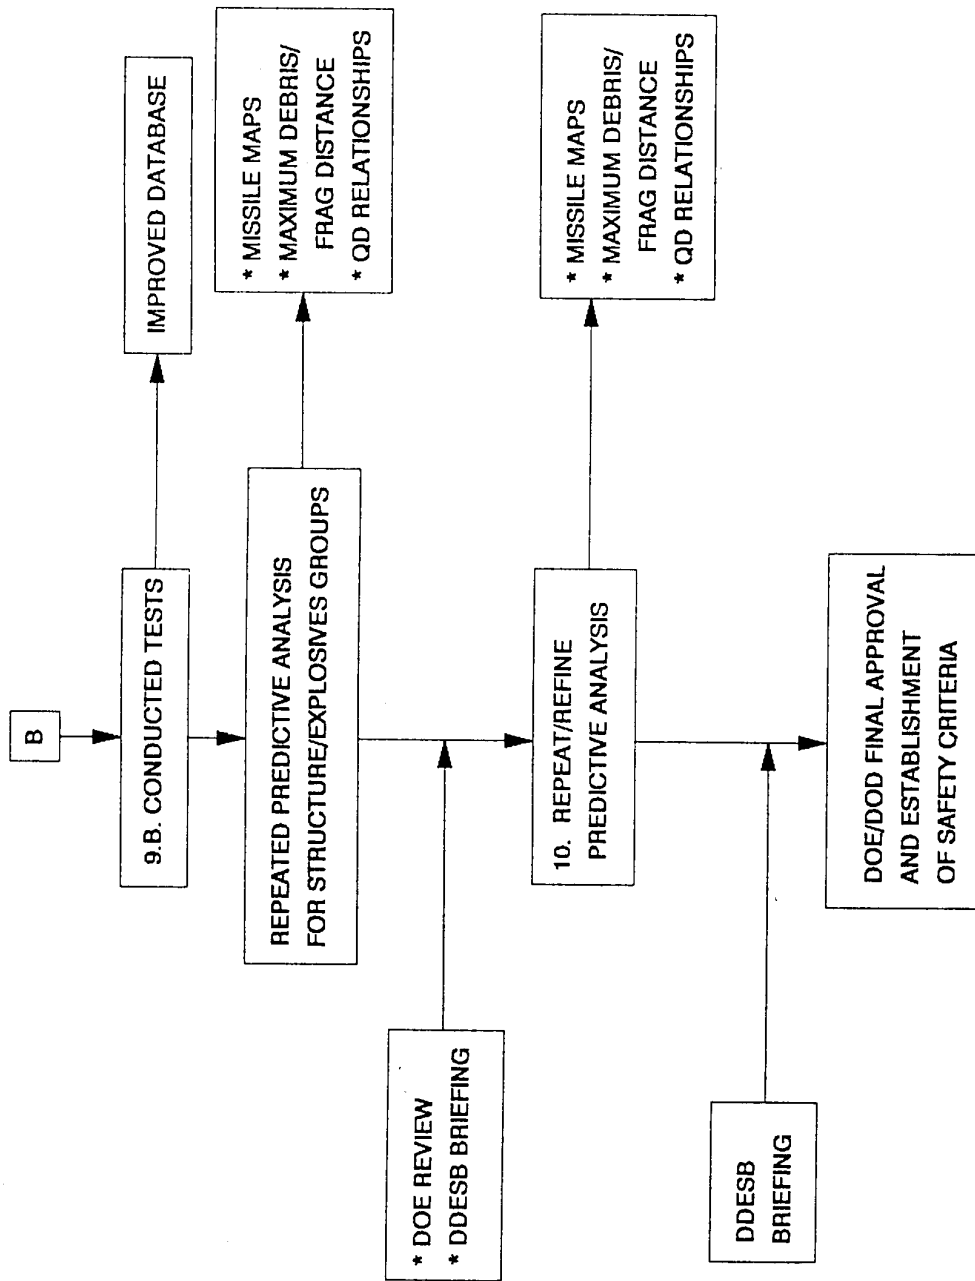 B
9.B. CONDUCTED TESTS
IMPROVED DATABASE
REPEATED PREDICTIVE ANALYSIS
FOR STRUCTURE/EXPLOSIVES GROUPS
* MISSILE MAPS
* MAXIMUM DEBRIS/
FRAG DISTANCE
* QD RELATIONSHIPS
* DOE REVIEW
* DDESB BRIEFING
10. REPEAT/REFINE
PREDICTIVE ANALYSIS
* MISSILE MAPS
* MAXIMUM DEBRIS/
FRAG DISTANCE
* QD RELATIONSHIPS
DDESB
BRIEFING
DOE/DOD FINAL APPROVAL
AND ESTABLISHMENT
OF SAFETY CRITERIA